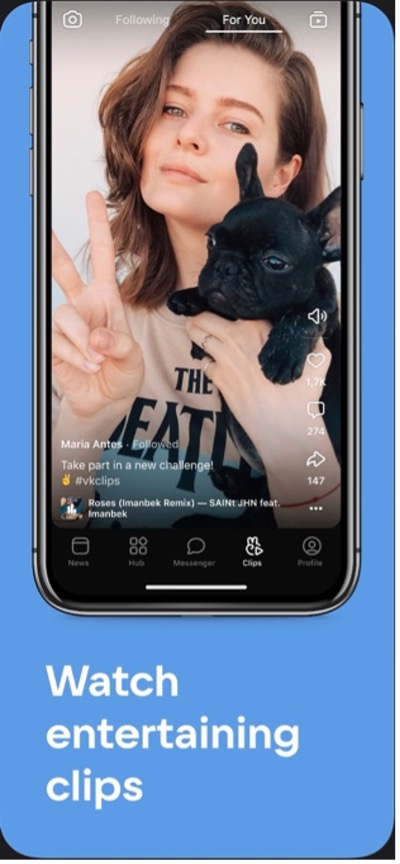 Following For You
THE
BEATL
Maria Antes · Followed
Take part in a new challenge!
✌️ #vkclips
Roses (Imanbek Remix) — SAINt JHN feat.
Imanbek
1,7K
274
147
News Hub Messenger Clips Profile
Watch
entertaining
clips